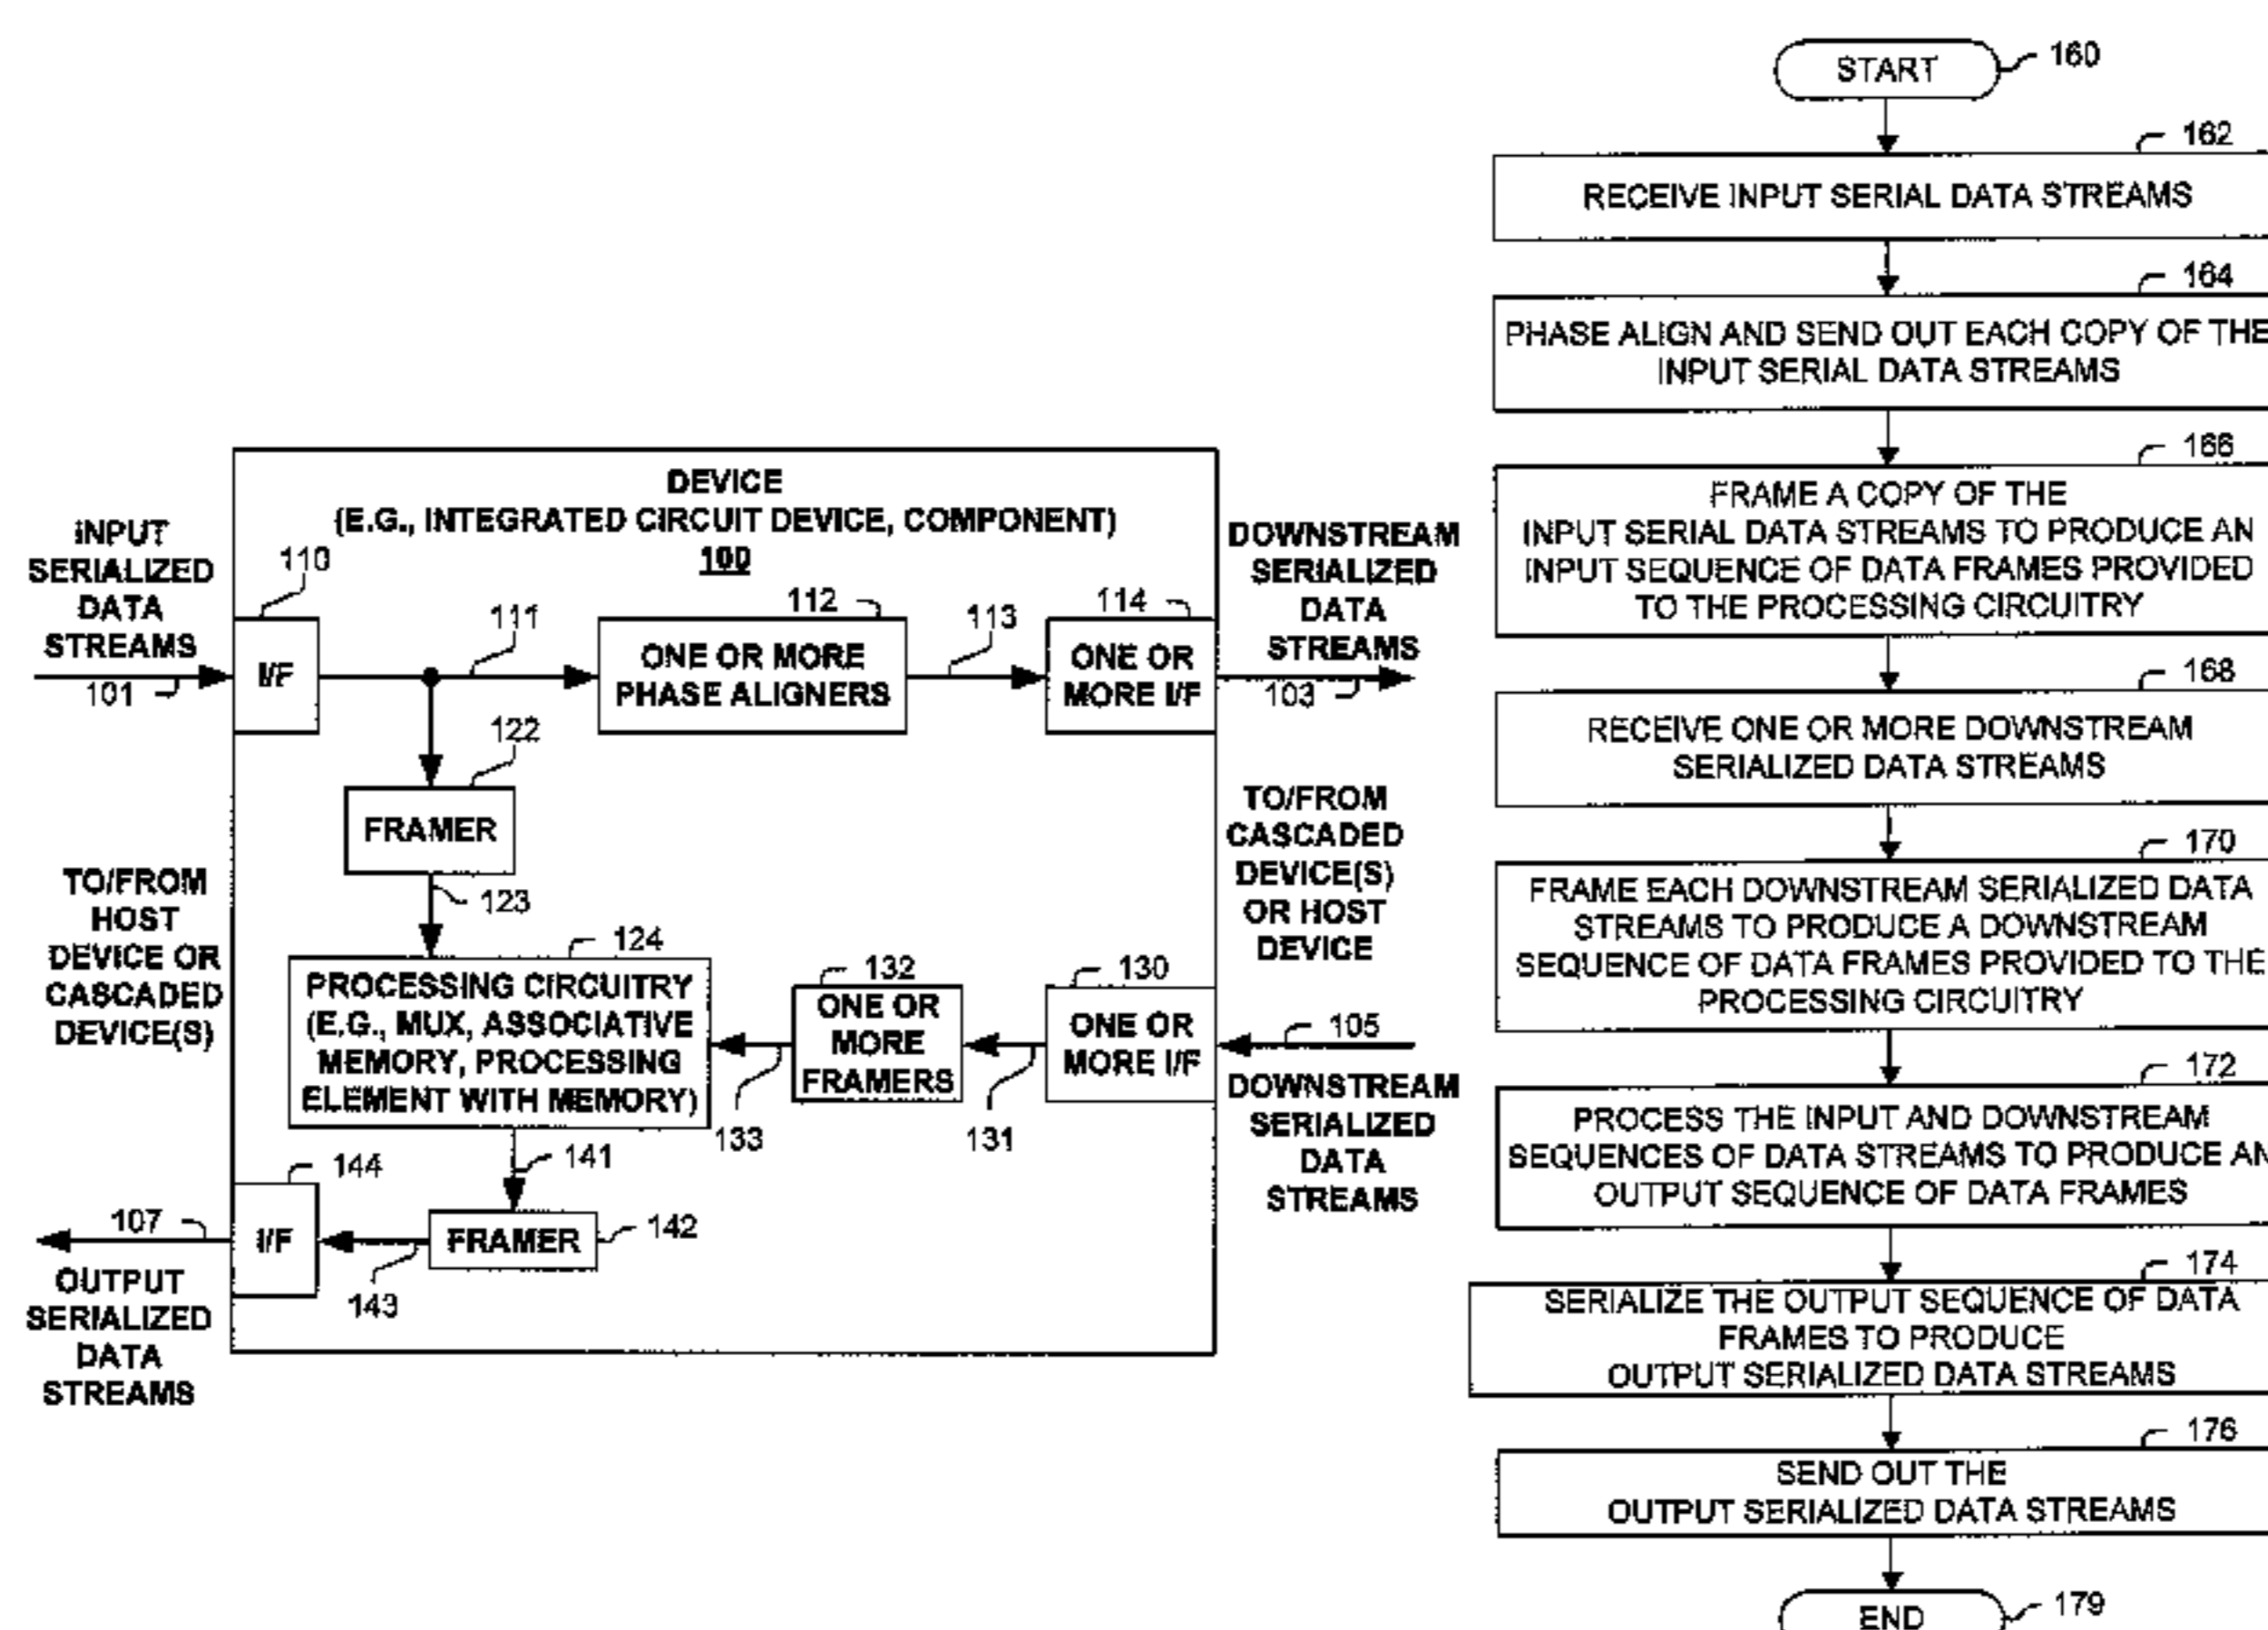 DEVICE
(E.G., INTEGRATED CIRCUIT DEVICE, COMPONENT)
100
INPUT
SERIALIZED
DATA
STREAMS
101
110
I/F
111
112
ONE OR MORE
PHASE ALIGNERS
113
114
ONE OR
MORE I/F
DOWNSTREAM
SERIALIZED
DATA
STREAMS
103
122
FRAMER
123
TO/FROM
HOST
DEVICE OR
CASCADED
DEVICE(S)
TO/FROM
CASCADED
DEVICE(S)
OR HOST
DEVICE
124
PROCESSING CIRCUITRY
(E.G., MUX, ASSOCIATIVE
MEMORY, PROCESSING
ELEMENT WITH MEMORY)
133
132
ONE OR
MORE
FRAMERS
131
130
ONE OR
MORE I/F
105
DOWNSTREAM
SERIALIZED
DATA
STREAMS
141
144
I/F
107
143
FRAMER
142
OUTPUT
SERIALIZED
DATA
STREAMS
START
160
162
RECEIVE INPUT SERIAL DATA STREAMS
164
PHASE ALIGN AND SEND OUT EACH COPY OF THE
INPUT SERIAL DATA STREAMS
166
FRAME A COPY OF THE
INPUT SERIAL DATA STREAMS TO PRODUCE AN
INPUT SEQUENCE OF DATA FRAMES PROVIDED
TO THE PROCESSING CIRCUITRY
168
RECEIVE ONE OR MORE DOWNSTREAM
SERIALIZED DATA STREAMS
170
FRAME EACH DOWNSTREAM SERIALIZED DATA
STREAMS TO PRODUCE A DOWNSTREAM
SEQUENCE OF DATA FRAMES PROVIDED TO THE
PROCESSING CIRCUITRY
172
PROCESS THE INPUT AND DOWNSTREAM
SEQUENCES OF DATA STREAMS TO PRODUCE AN
OUTPUT SEQUENCE OF DATA FRAMES
174
SERIALIZE THE OUTPUT SEQUENCE OF DATA
FRAMES TO PRODUCE
OUTPUT SERIALIZED DATA STREAMS
176
SEND OUT THE
OUTPUT SERIALIZED DATA STREAMS
END
179